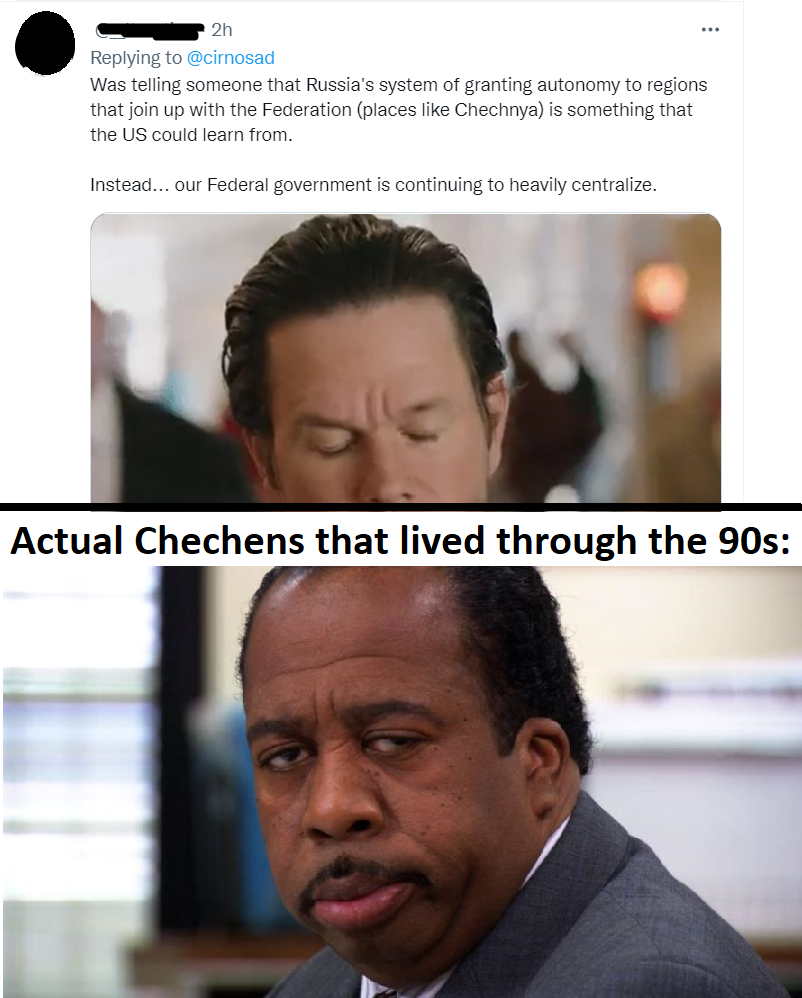 2h
Replying to @cirnosad
Was telling someone that Russia's system of granting autonomy to regions
that join up with the Federation (places like Chechnya) is something that
the US could learn from.
Instead... our Federal government is continuing to heavily centralize.
Actual Chechens that lived through the 90s: